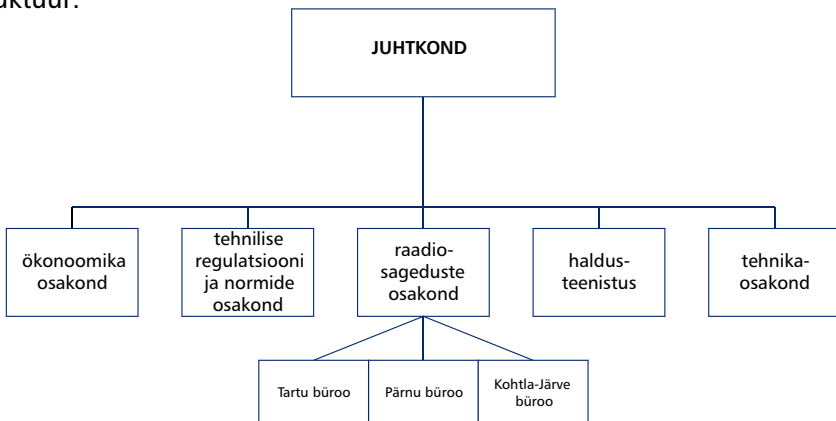 JUHTKOND
ökonoomika
osakond
tehnilise
regulatsiooni
ja normide
osakond
raadio-
sageduste
osakond
haldus-
teenistus
tehnika-
osakond
Tartu büroo
Pärnu büroo
Kohtla-Järve
büroo